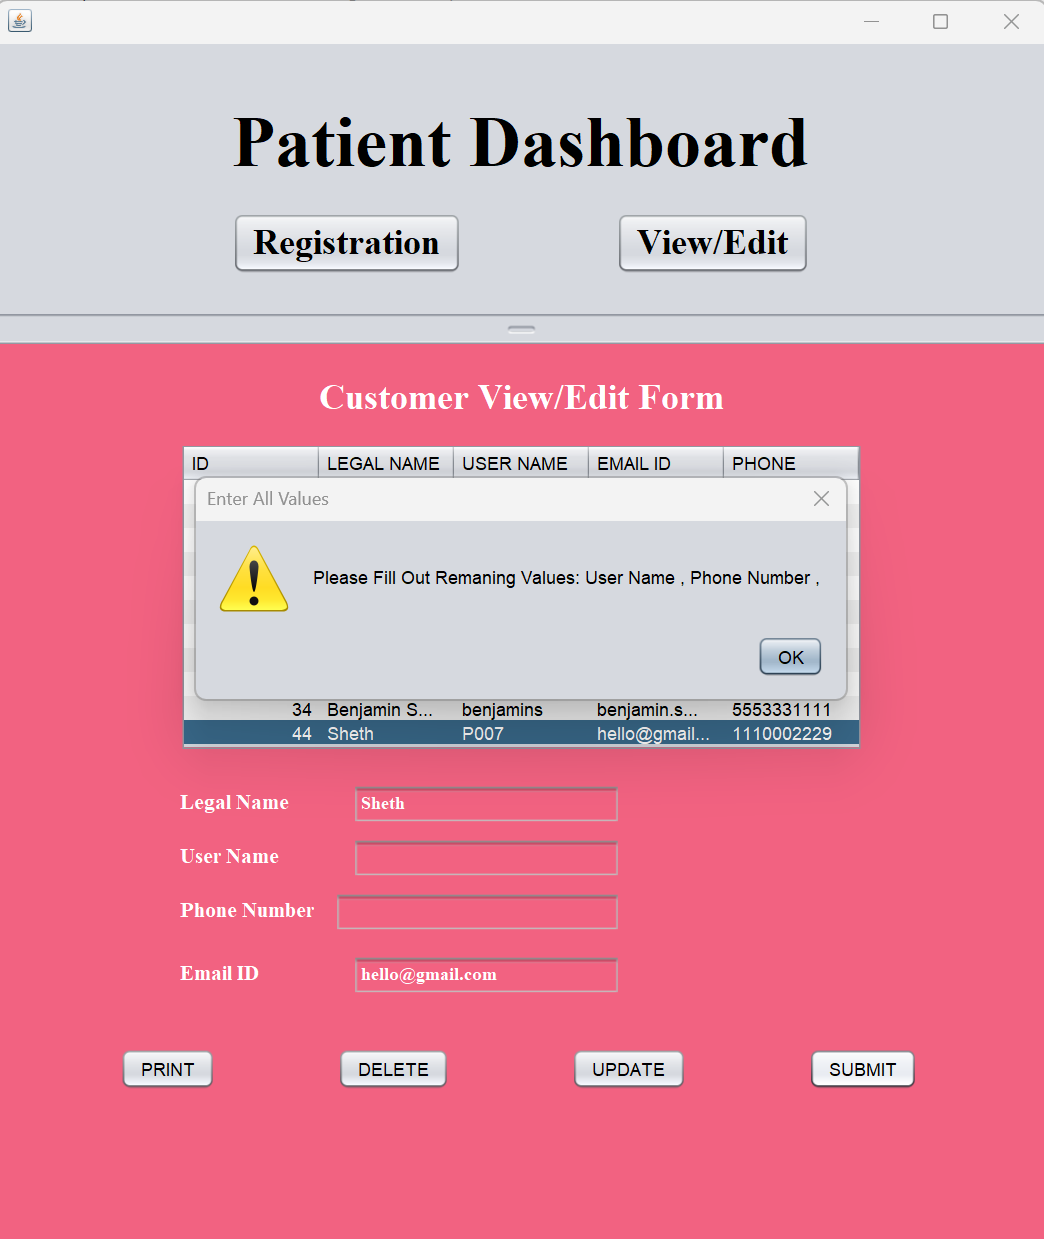 Patient Dashboard
Registration View/Edit
Customer View/Edit Form
ID LEGAL NAME USER NAME EMAIL ID PHONE
Enter All Values
Please Fill Out Remaning Values: User Name , Phone Number ,
OK
34 Benjamin S... benjamins benjamin.s... 5553331111
44 Sheth P007 hello@gmail... 1110002229
Legal Name Sheth
User Name
Phone Number
Email ID hello@gmail.com
PRINT DELETE UPDATE SUBMIT